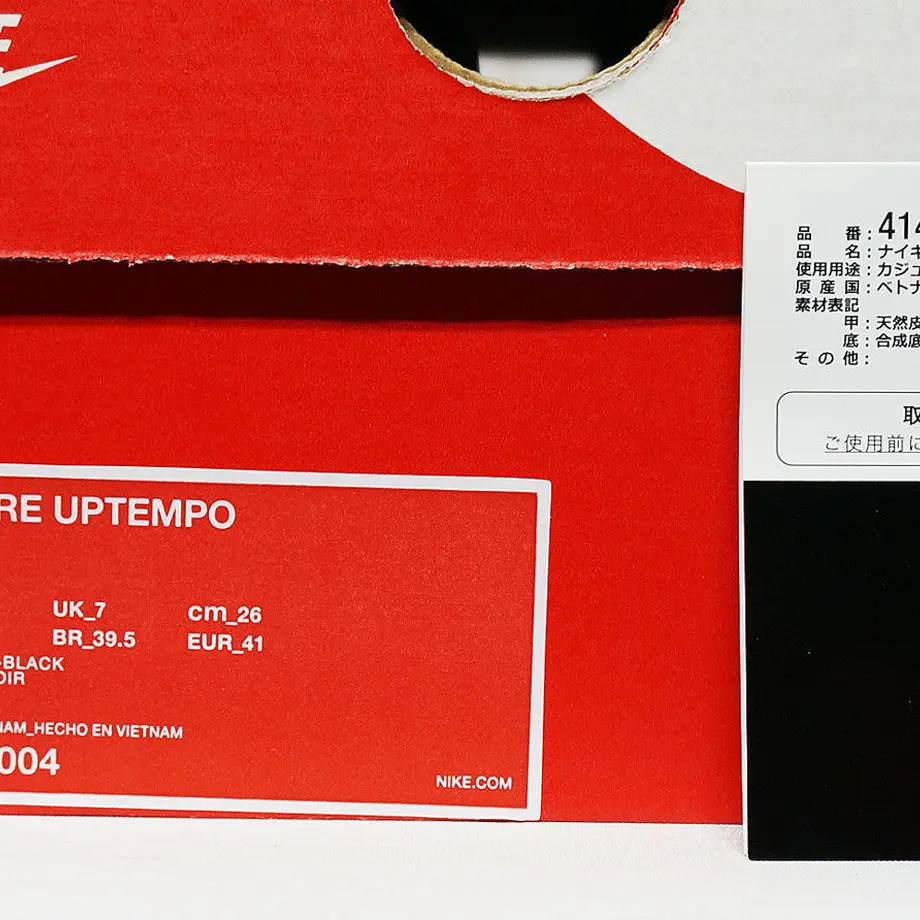 RE UPTEMPO
UK_7 cm_26
BR_39.5 EUR_41
-BLACK
OIR
NAM_HECHO EN VIETNAM
004
NIKE.COM
品 番:414
品 名:ナイキ
使用用途:カジュ
原 産 国:ベトナ
素材表記
甲:天然皮
底:合成底
そ の 他:
取
ご使用前に